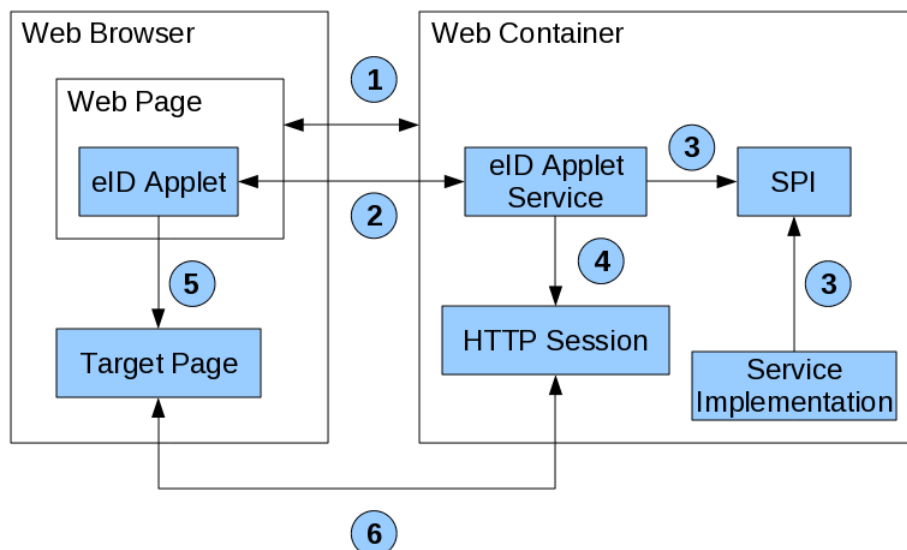 Web Browser
Web Container
1
Web Page
eID Applet
2
eID Applet
Service
3
SPI
5
4
3
Target Page
HTTP Session
Service
Implementation
6